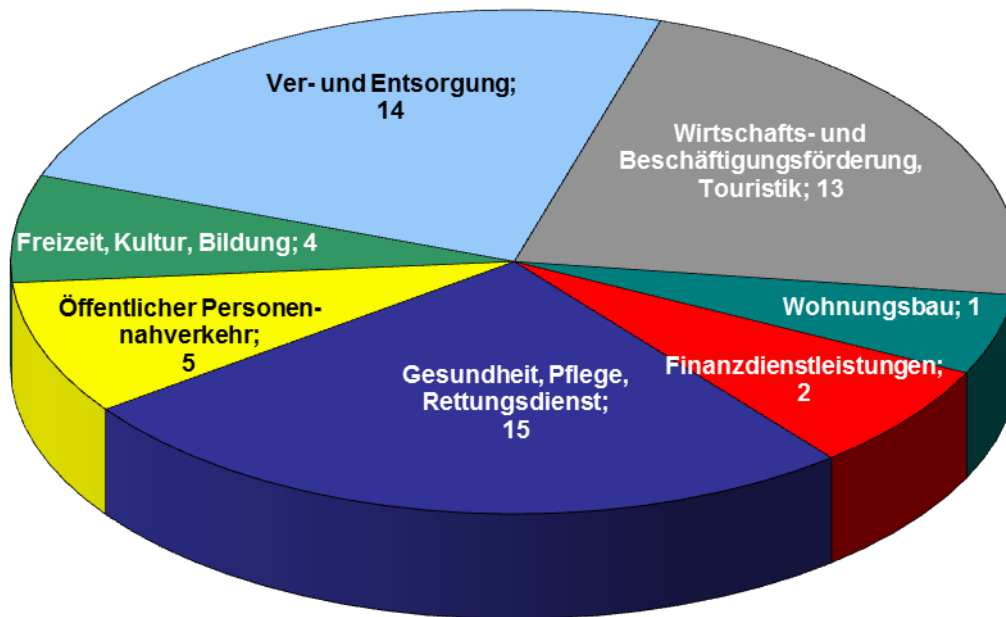 Ver- und Entsorgung;
14
Wirtschafts- und
Beschäftigungsförderung,
Touristik; 13
Freizeit, Kultur, Bildung; 4
Wohnungsbau; 1
Öffentlicher Personen-
nahverkehr;
5
Finanzdienstleistungen;
2
Gesundheit, Pflege,
Rettungsdienst;
15